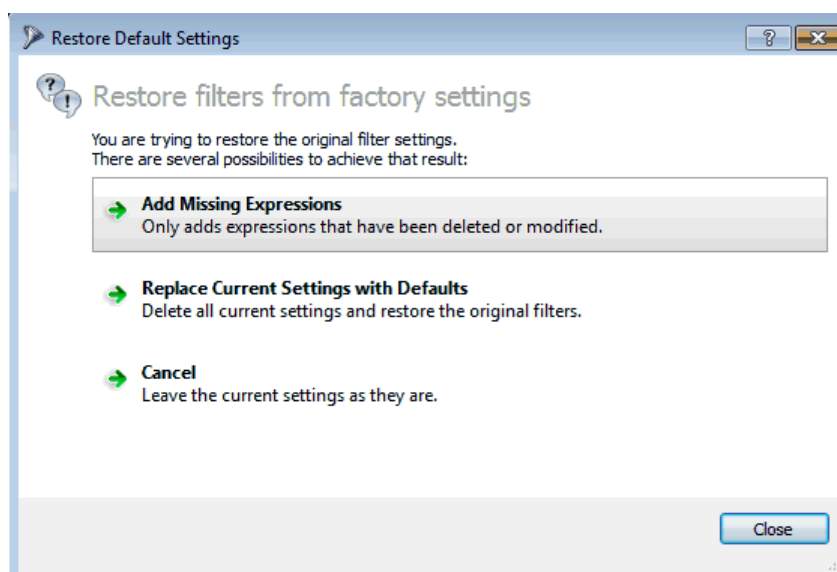 Restore Default Settings
Restore filters from factory settings
You are trying to restore the original filter settings.
There are several possibilities to achieve that result:
Add Missing Expressions
Only adds expressions that have been deleted or modified.
Replace Current Settings with Defaults
Delete all current settings and restore the original filters.
Cancel
Leave the current settings as they are.
Close